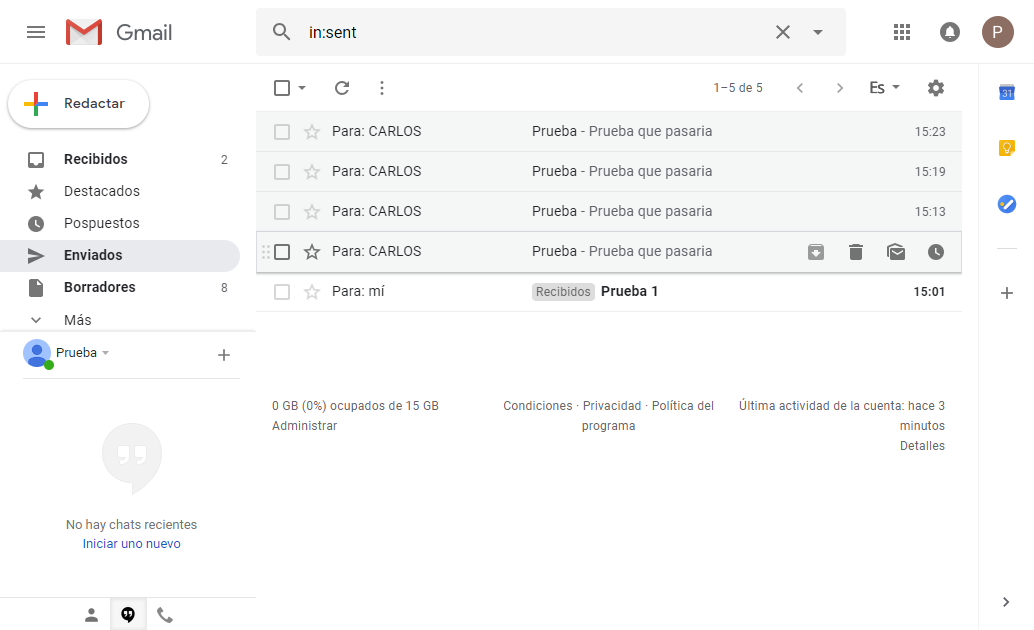 Gmail
in:sent
P
Redactar
1–5 de 5
Es
31
Recibidos 2
Destacados
Pospuestos
Enviados
Borradores 8
Más
Para: CARLOS Prueba - Prueba que pasaria 15:23
Para: CARLOS Prueba - Prueba que pasaria 15:19
Para: CARLOS Prueba - Prueba que pasaria 15:13
Para: CARLOS Prueba - Prueba que pasaria
Para: mí Recibidos Prueba 1 15:01
Prueba
0 GB (0%) ocupados de 15 GB
Administrar
Condiciones · Privacidad · Política del
programa
Última actividad de la cuenta: hace 3
minutos
Detalles
No hay chats recientes
Iniciar uno nuevo